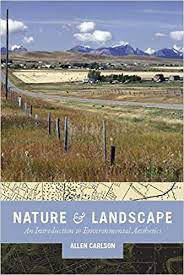 NATURE & LANDSCAPE
An Introduction to Environmental Aesthetics
ALLEN CARLSON